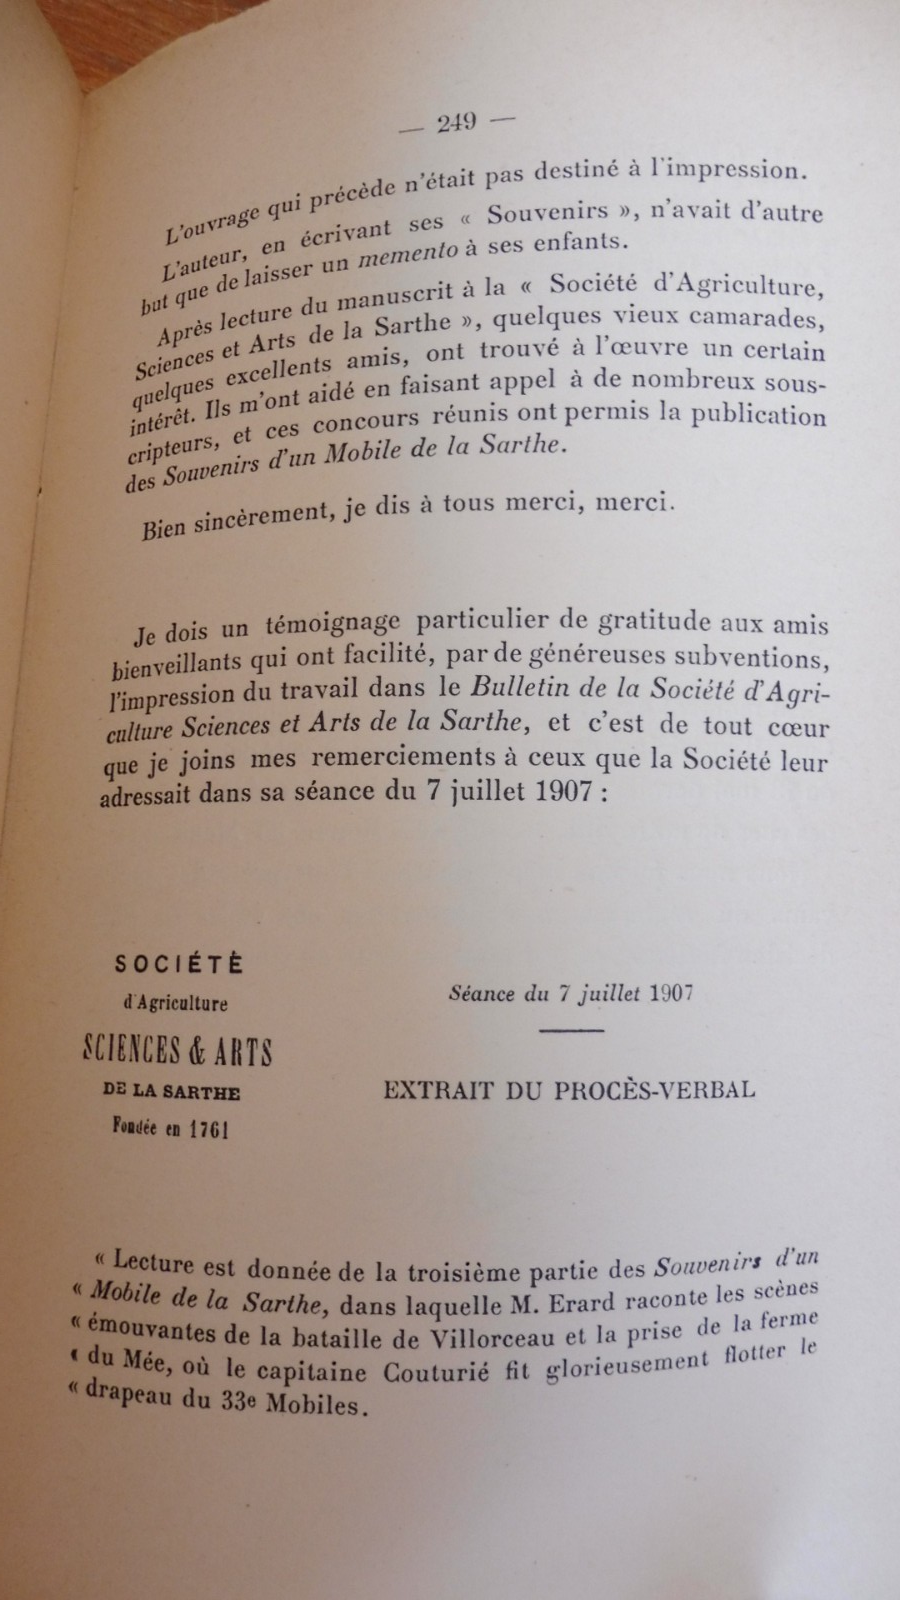 — 249 —
L'ouvrage qui précède n'était pas destiné à l'impression.
L'auteur, en écrivant ses « Souvenirs », n'avait d'autre
but que de laisser un memento à ses enfants.
Après lecture du manuscrit à la « Société d'Agriculture,
Sciences et Arts de la Sarthe », quelques vieux camarades,
quelques excellents amis, ont trouvé à l'œuvre un certain
intérêt. Ils m'ont aidé en faisant appel à de nombreux sous-
cripteurs, et ces concours réunis ont permis la publication
des Souvenirs d'un Mobile de la Sarthe.
Bien sincèrement, je dis à tous merci, merci.
Je dois un témoignage particulier de gratitude aux amis
bienveillants qui ont facilité, par de généreuses subventions,
l'impression du travail dans le Bulletin de la Société d'Agri-
culture Sciences et Arts de la Sarthe, et c'est de tout cœur
que je joins mes remerciements à ceux que la Société leur
adressait dans sa séance du 7 juillet 1907 :
SOCIÉTÉ
d'Agriculture
SCIENCES & ARTS
DE LA SARTHE
Fondée en 1761
Séance du 7 juillet 1907
EXTRAIT DU PROCÈS-VERBAL
« Lecture est donnée de la troisième partie des Souvenirs d'un
« Mobile de la Sarthe, dans laquelle M. Erard raconte les scènes
« émouvantes de la bataille de Villorceau et la prise de la ferme
« du Mée, où le capitaine Couturié fit glorieusement flotter le
« drapeau du 33e Mobiles.